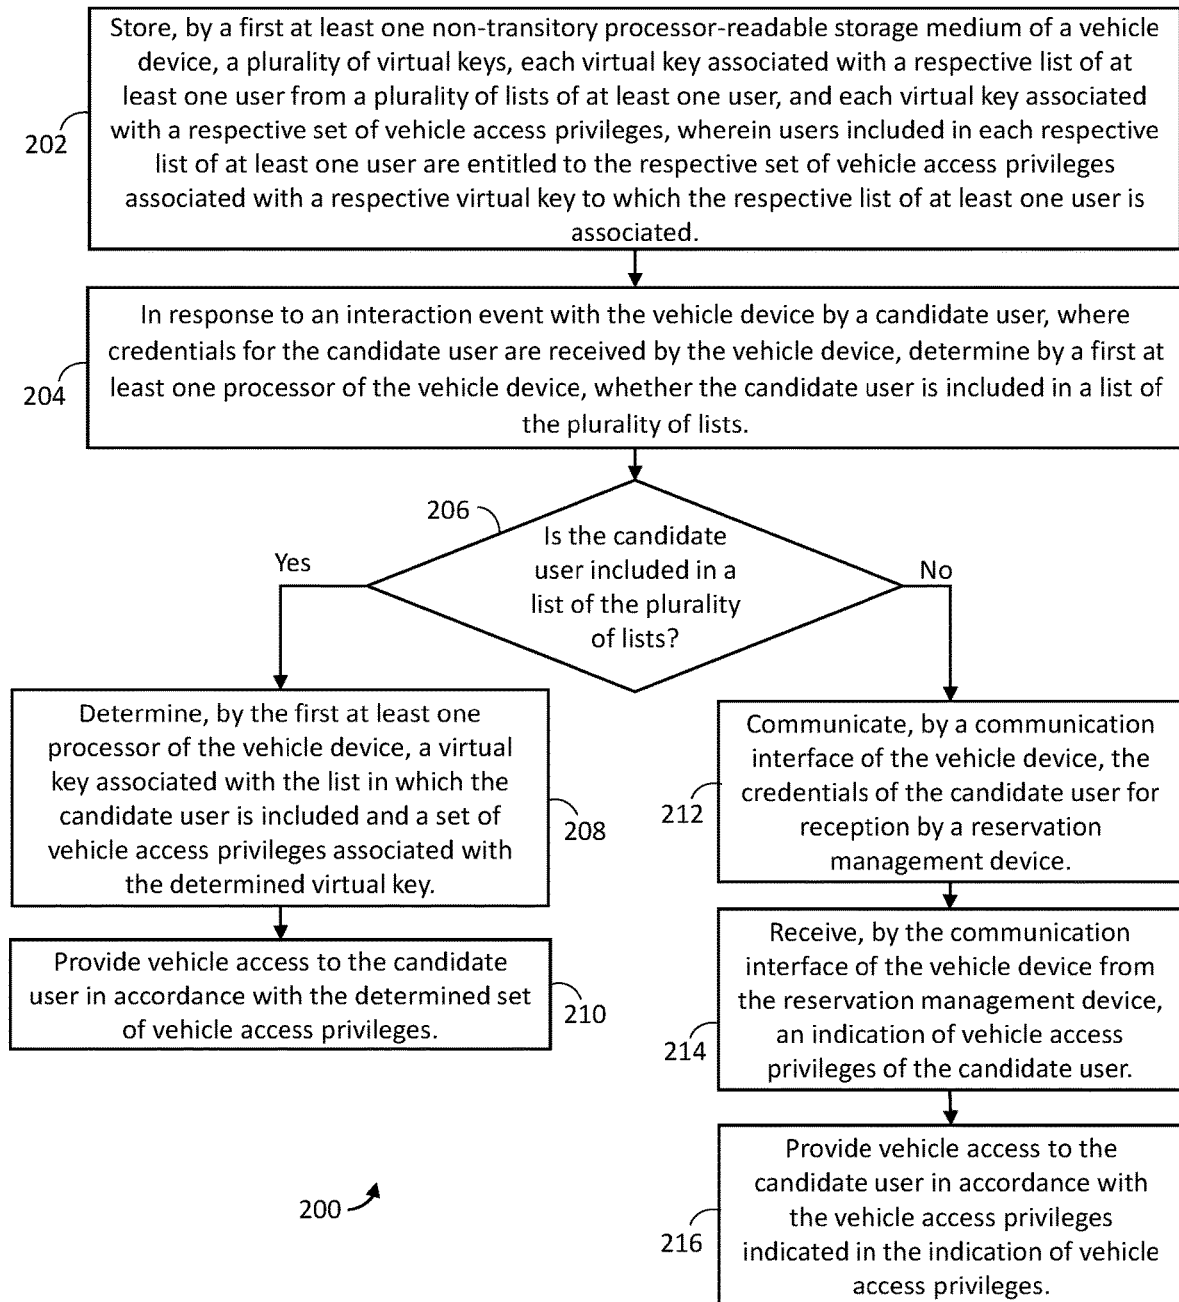 Store, by a first at least one non-transitory processor-readable storage medium of a vehicle
device, a plurality of virtual keys, each virtual key associated with a respective list of at
least one user from a plurality of lists of at least one user, and each virtual key associated
with a respective set of vehicle access privileges, wherein users included in each respective
list of at least one user are entitled to the respective set of vehicle access privileges
associated with a respective virtual key to which the respective list of at least one user is
associated.
202
In response to an interaction event with the vehicle device by a candidate user, where
credentials for the candidate user are received by the vehicle device, determine by a first at
least one processor of the vehicle device, whether the candidate user is included in a list of
the plurality of lists.
204
206
Is the candidate
user included in a
list of the plurality
of lists?
Yes
No
Determine, by the first at least one
processor of the vehicle device, a virtual
key associated with the list in which the
candidate user is included and a set of
vehicle access privileges associated with
the determined virtual key.
208
Provide vehicle access to the candidate
user in accordance with the determined set
of vehicle access privileges.
210
Communicate, by a communication
interface of the vehicle device, the
credentials of the candidate user for
reception by a reservation
management device.
212
Receive, by the communication
interface of the vehicle device from
the reservation management device,
an indication of vehicle access
privileges of the candidate user.
214
Provide vehicle access to the
candidate user in accordance with
the vehicle access privileges
indicated in the indication of vehicle
access privileges.
216
200